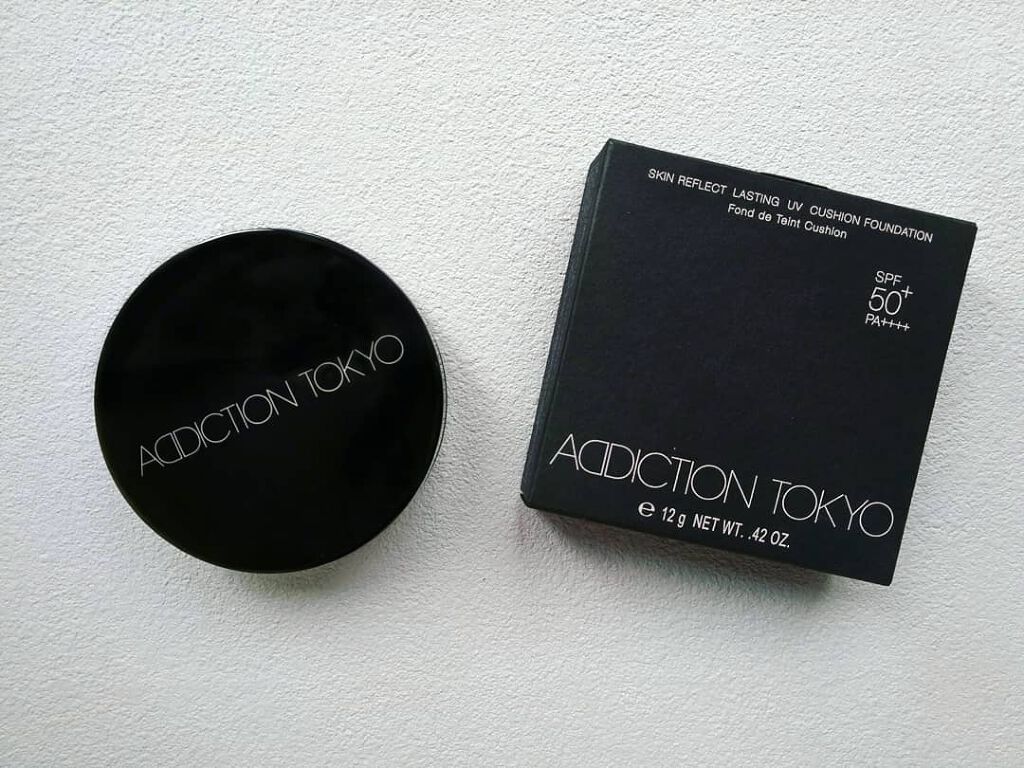 ADDICTION TOKYO
SKIN REFLECT LASTING UV CUSHION FOUNDATION
Fond de Teint Cushion
SPF
50+
PA++++
ADDICTION TOKYO
e 12 g NET WT. .42 OZ.